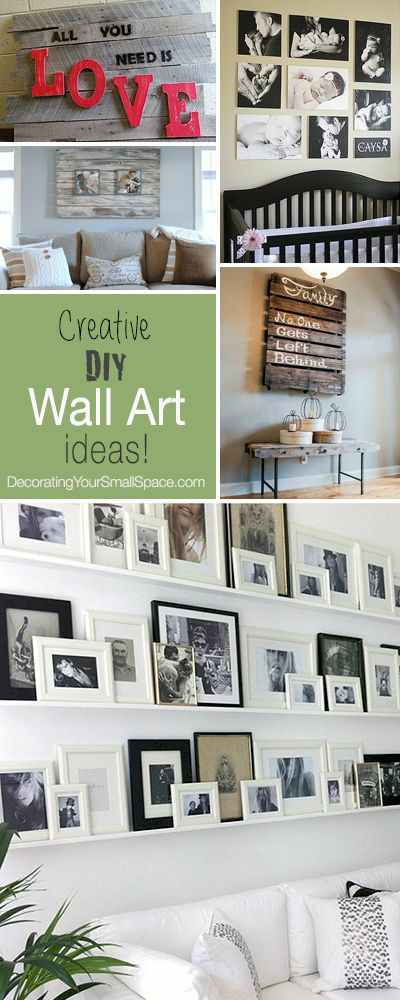 ALL YOU
NEED IS
LOVE
CAYSA
Family
No One
Gets
Left
Behind
Creative
DIY
Wall Art
ideas!
DecoratingYourSmallSpace.com